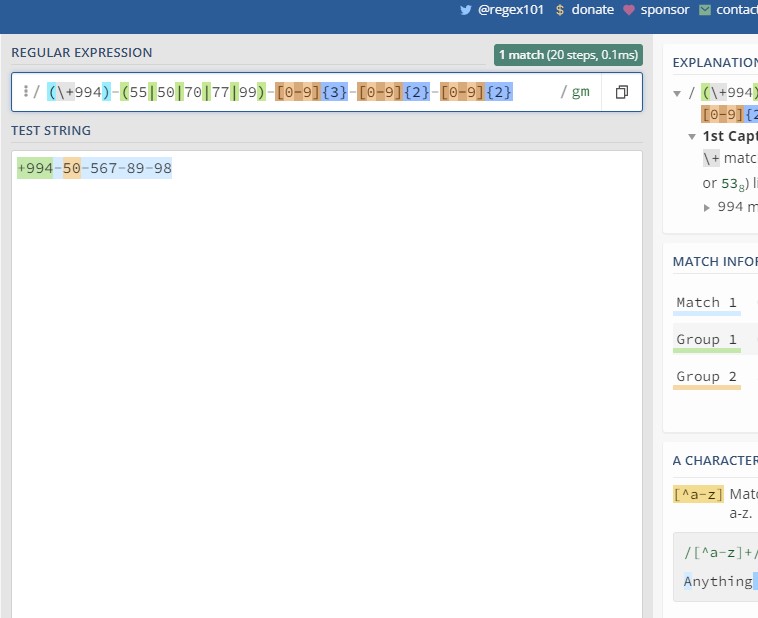 @regex101 $ donate sponsor contact
REGULAR EXPRESSION
1 match (20 steps, 0.1ms)
/ (\+994)-(55|50|70|77|99)-[0-9]{3}-[0-9]{2}-[0-9]{2} / gm
TEST STRING
+994-50-567-89-98
EXPLANATION
/ (\+994)
[0-9]{2
1st Capt
\+ matc
or 53₈) li
994 m
MATCH INFOR
Match 1
Group 1
Group 2
A CHARACTER
[^a-z] Matc
a-z.
/[^a-z]+/
Anything